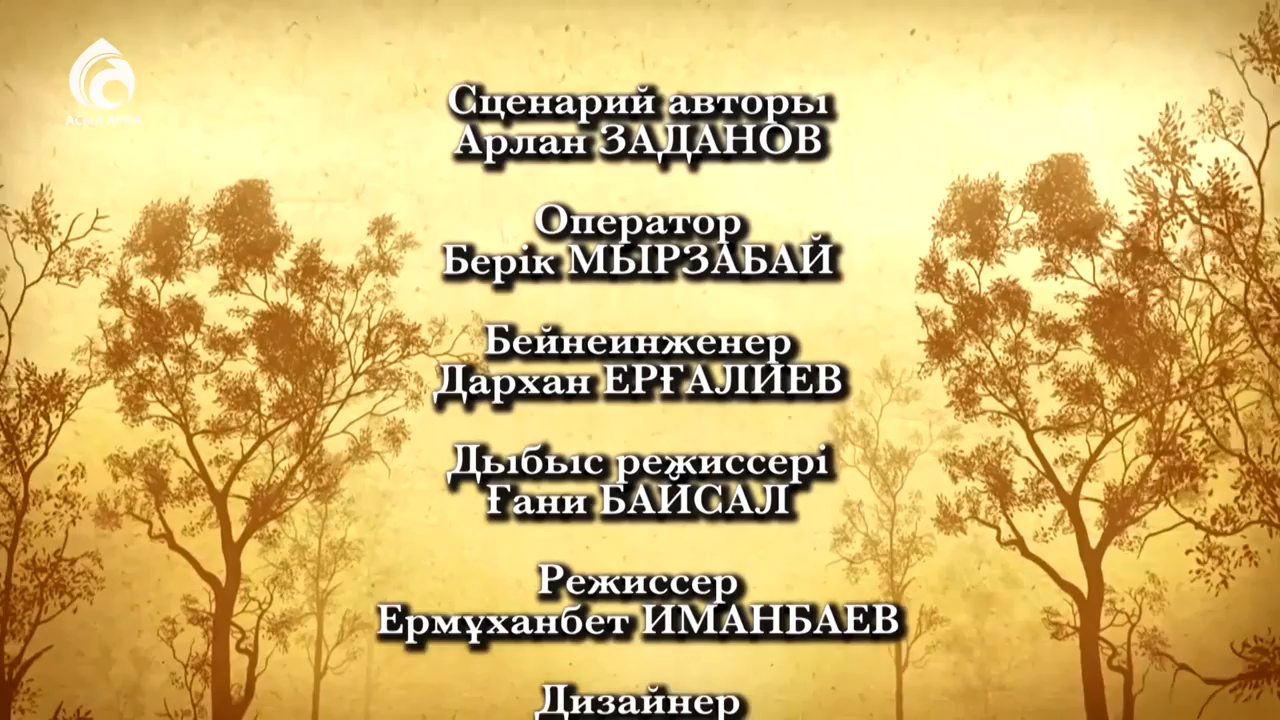 Сценарий авторы
Арлан ЗАДАНОВ
Оператор
Берік МЫРЗАБАЙ
Бейнеинженер
Дархан ЕРҒАЛИЕВ
Дыбыс режиссері
Ғани БАЙСАЛ
Режиссер
Ермұханбет ИМАНБАЕВ
Дизайнер